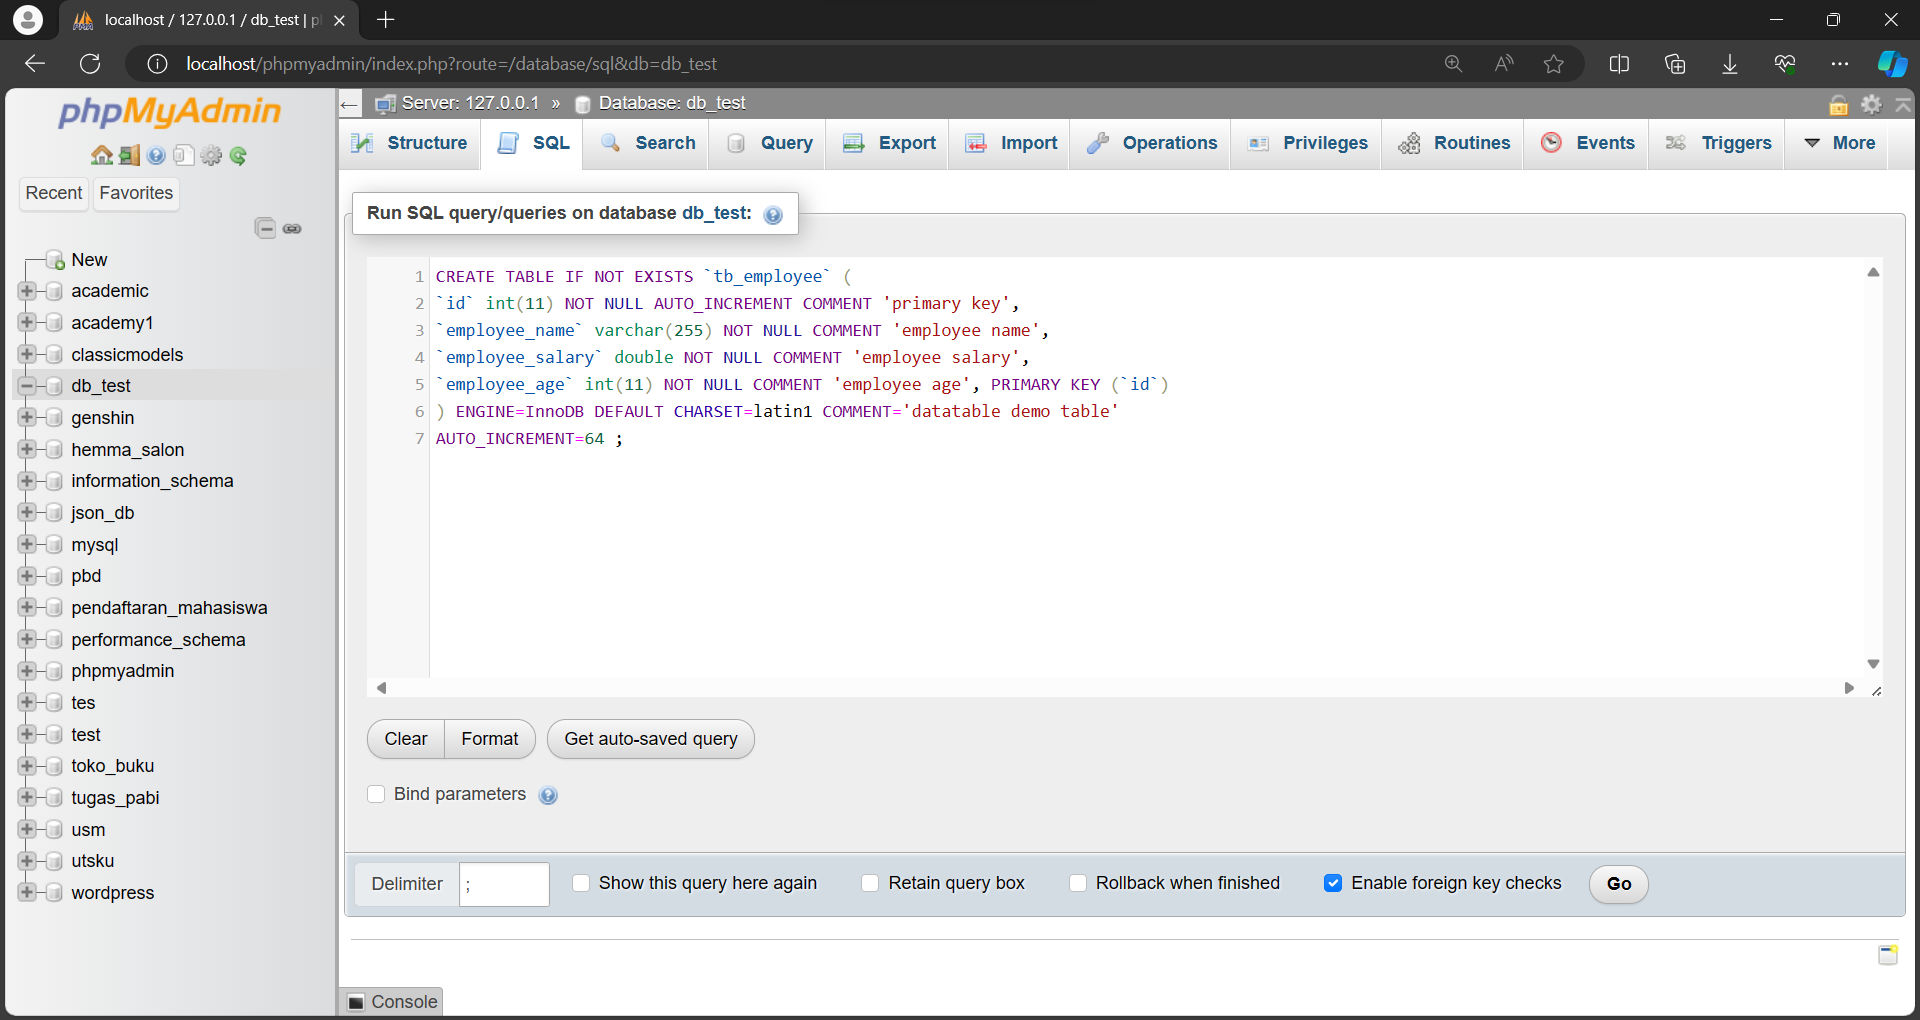 localhost / 127.0.0.1 / db_test | p
localhost/phpmyadmin/index.php?route=/database/sql&db=db_test
phpMyAdmin
Recent Favorites
New
academic
academy1
classicmodels
db_test
genshin
hemma_salon
information_schema
json_db
mysql
pbd
pendaftaran_mahasiswa
performance_schema
phpmyadmin
tes
test
toko_buku
tugas_pabi
usm
utsku
wordpress
Server: 127.0.0.1 » Database: db_test
Structure SQL Search Query Export Import Operations Privileges Routines Events Triggers More
Run SQL query/queries on database db_test:
1 CREATE TABLE IF NOT EXISTS `tb_employee` (
2 `id` int(11) NOT NULL AUTO_INCREMENT COMMENT 'primary key',
3 `employee_name` varchar(255) NOT NULL COMMENT 'employee name',
4 `employee_salary` double NOT NULL COMMENT 'employee salary',
5 `employee_age` int(11) NOT NULL COMMENT 'employee age', PRIMARY KEY (`id`)
6 ) ENGINE=InnoDB DEFAULT CHARSET=latin1 COMMENT='datatable demo table'
7 AUTO_INCREMENT=64 ;
Clear Format Get auto-saved query
Bind parameters
Delimiter ; Show this query here again Retain query box Rollback when finished Enable foreign key checks Go
Console